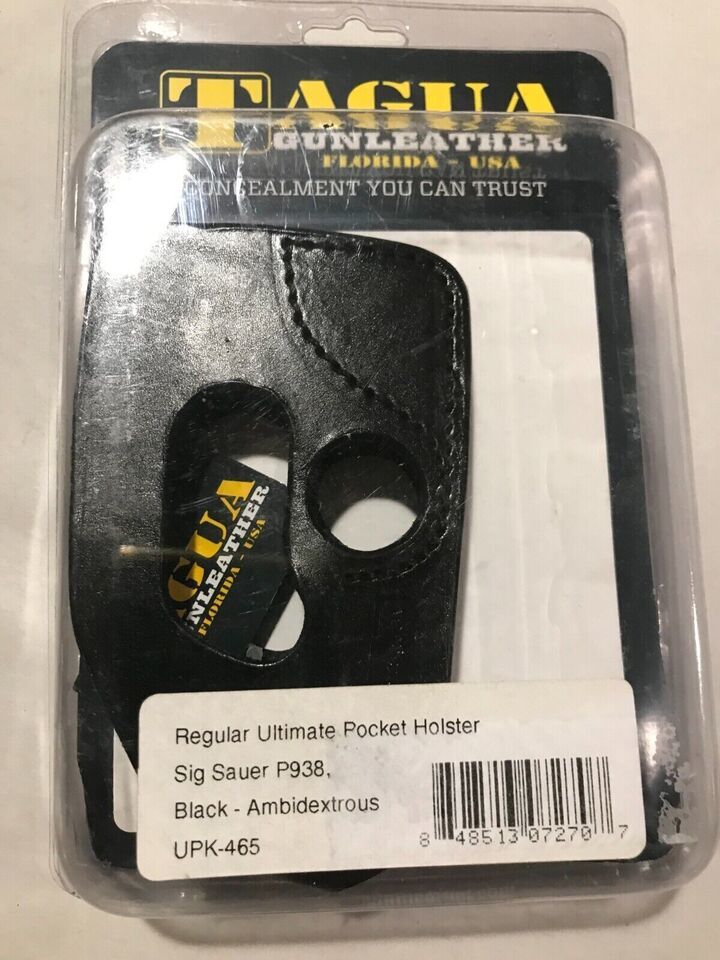 TAGUA
GUNLEATHER
FLORIDA - USA
CONCEALMENT YOU CAN TRUST
GUA
NLEATHER
FLORIDA - USA
Regular Ultimate Pocket Holster
Sig Sauer P938,
Black - Ambidextrous
UPK-465
8 48513 07270 7